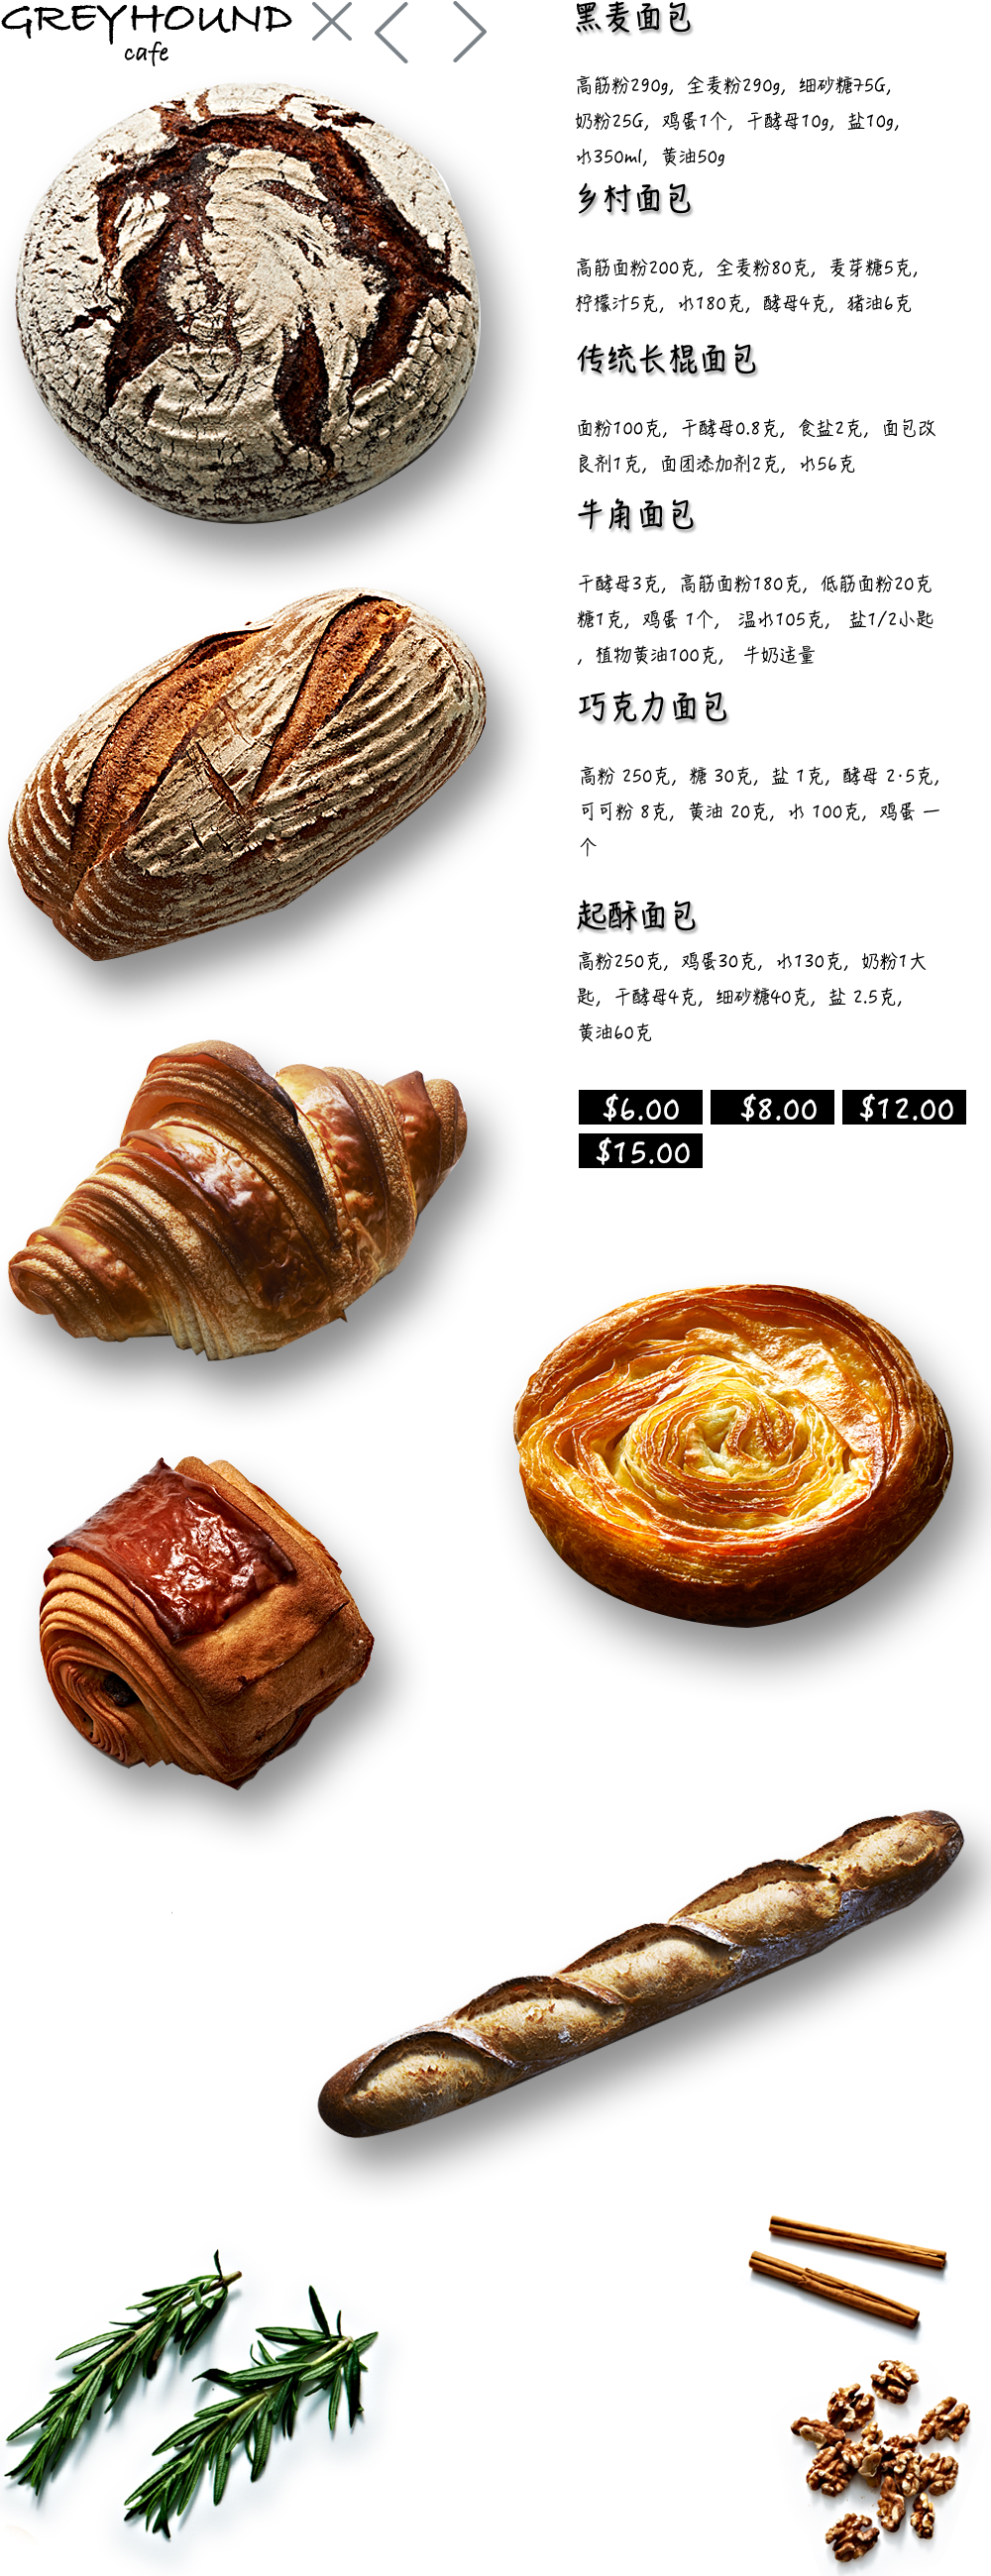 GREYHOUND
cafe
黑麦面包
高筋粉290g，全麦粉290g，细砂糖75G，
奶粉25G，鸡蛋1个，干酵母10g，盐10g，
水350ml，黄油50g
乡村面包
高筋面粉200克，全麦粉80克，麦芽糖5克，
柠檬汁5克，水180克，酵母4克，猪油6克
传统长棍面包
面粉100克，干酵母0.8克，食盐2克，面包改
良剂1克，面团添加剂2克，水56克
牛角面包
干酵母3克，高筋面粉180克，低筋面粉20克
糖1克，鸡蛋 1个， 温水105克， 盐1/2小匙
，植物黄油100克， 牛奶适量
巧克力面包
高粉 250克，糖 30克，盐 1克，酵母 2·5克，
可可粉 8克，黄油 20克，水 100克，鸡蛋 一
个
起酥面包
高粉250克，鸡蛋30克，水130克，奶粉1大
匙，干酵母4克，细砂糖40克，盐 2.5克，
黄油60克
$6.00 $8.00 $12.00
$15.00